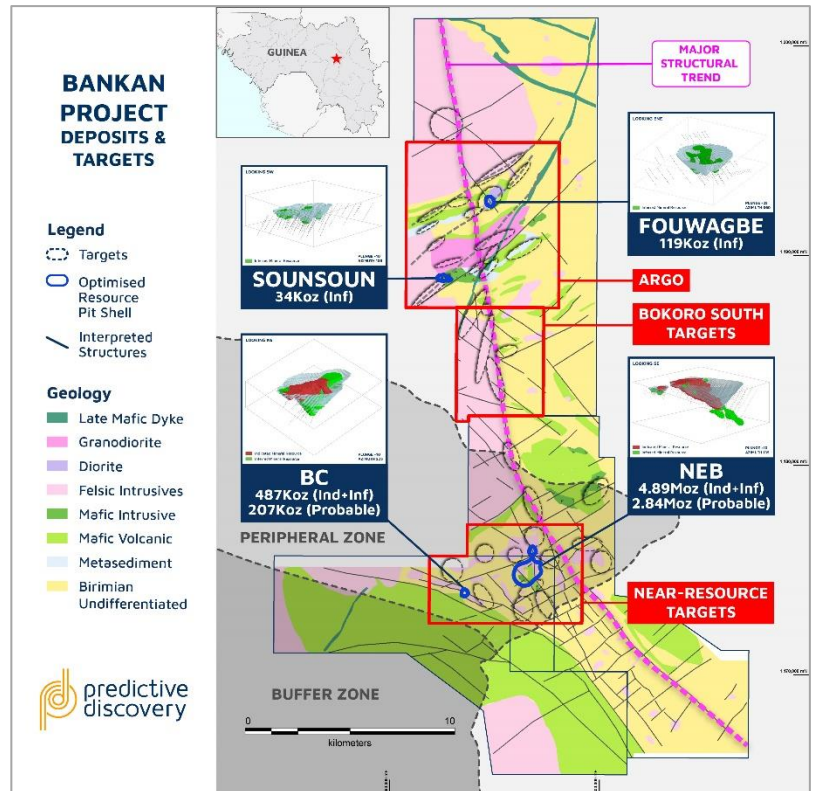 BANKAN
PROJECT
DEPOSITS &
TARGETS
Legend
Targets
Optimised
Resource
Pit Shell
Interpreted
Structures
Geology
Late Mafic Dyke
Granodiorite
Diorite
Felsic Intrusives
Mafic Intrusive
Mafic Volcanic
Metasediment
Birimian
Undifferentiated
predictive
discovery
GUINEA
MAJOR
STRUCTURAL
TREND
LOOKING SW
SOUNSOUN
34Koz (Inf)
FOUWAGBE
119Koz (Inf)
ARGO
BOKORO SOUTH
TARGETS
BC
487Koz (Ind+Inf)
207Koz (Probable)
NEB
4.89Moz (Ind+Inf)
2.84Moz (Probable)
PERIPHERAL ZONE
NEAR-RESOURCE
TARGETS
BUFFER ZONE
0 10
kilometers